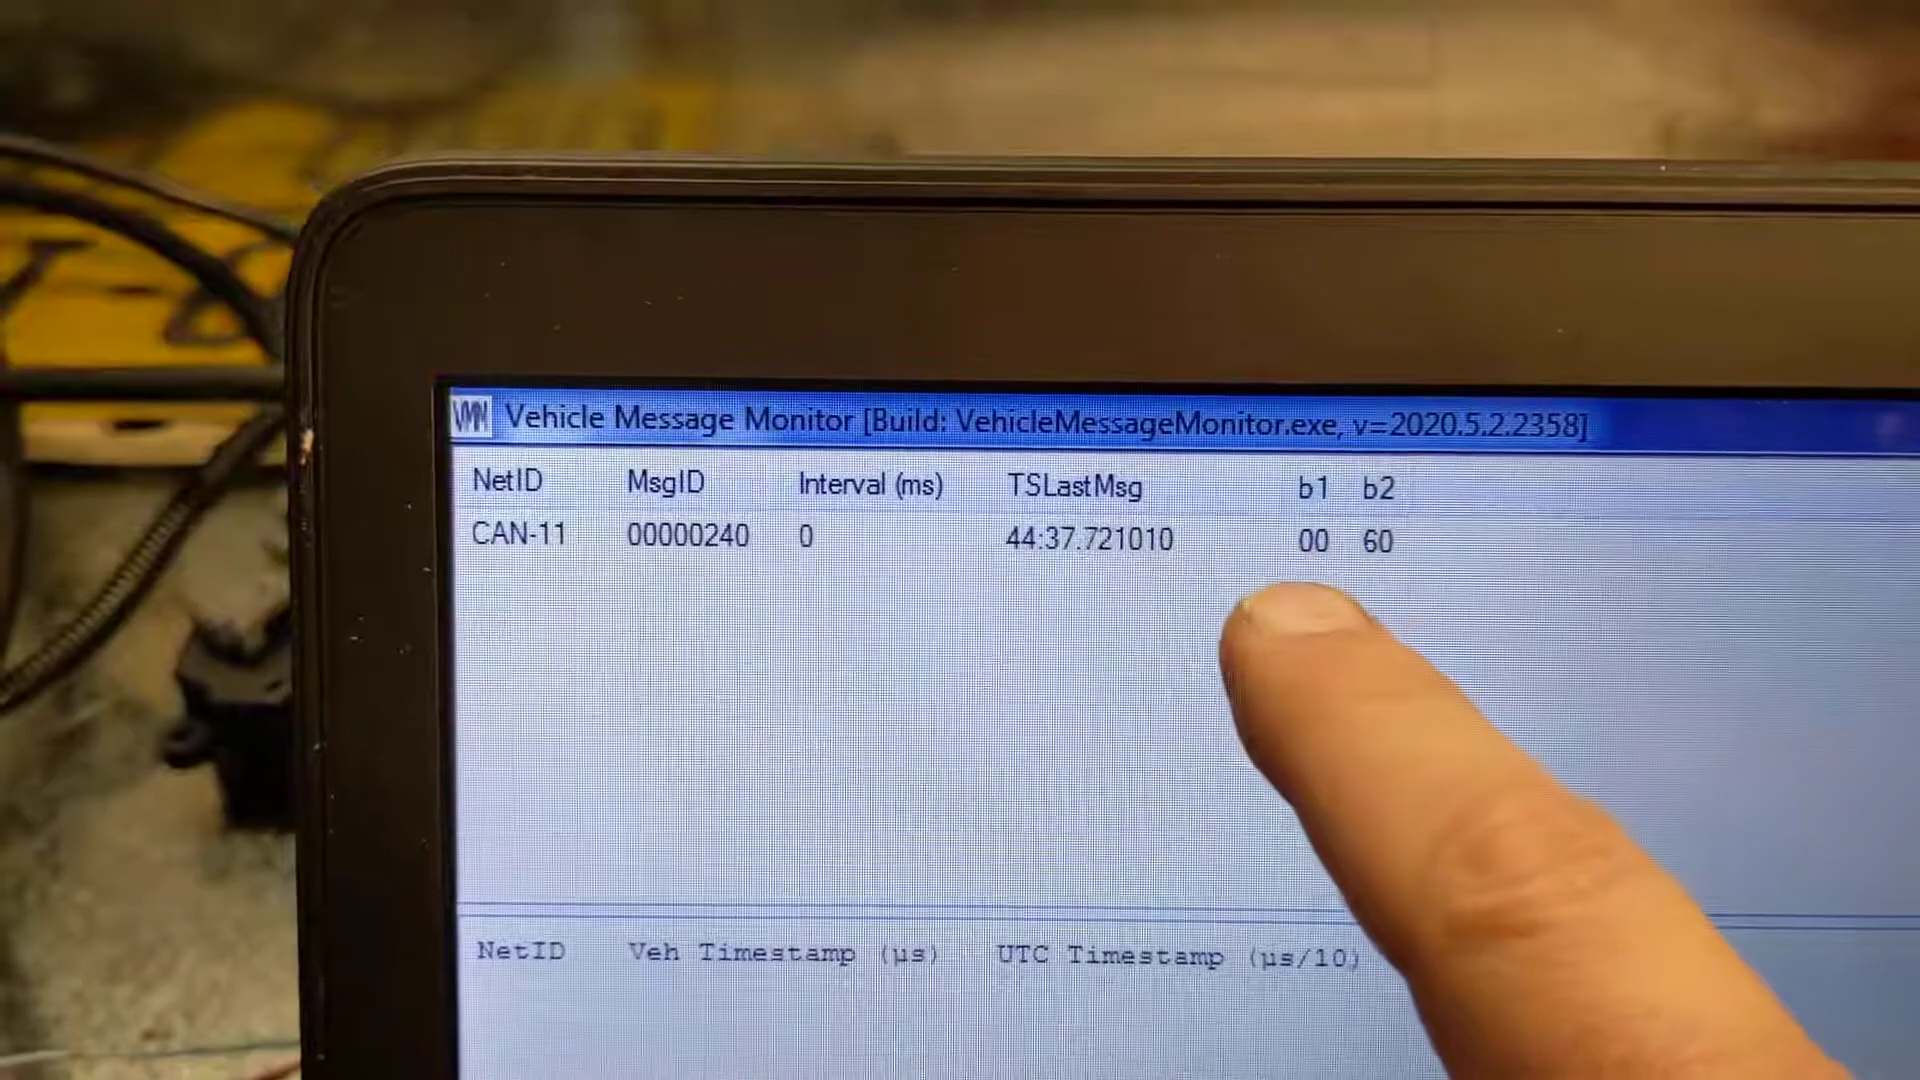 VMM Vehicle Message Monitor [Build: VehicleMessageMonitor.exe, v=2020.5.2.2358]
NetID MsgID Interval (ms) TSLastMsg b1 b2
CAN-11 00000240 0 44:37.721010 00 60
NetID Veh Timestamp (µs) UTC Timestamp (µs/10)